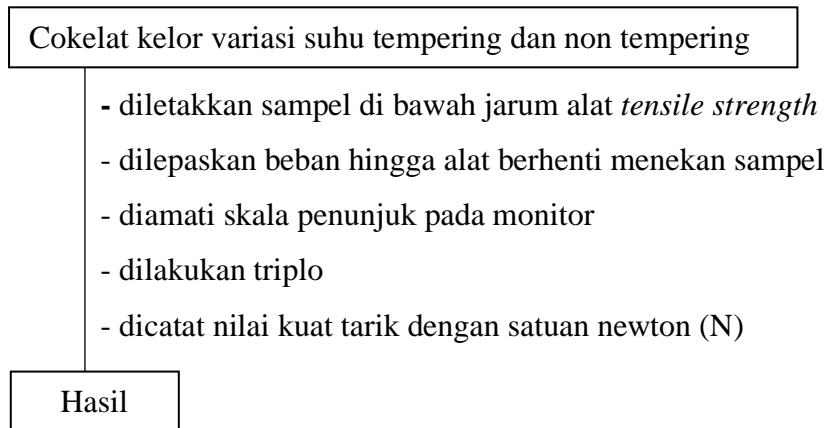 Cokelat kelor variasi suhu tempering dan non tempering
- diletakkan sampel di bawah jarum alat tensile strength
- dilepaskan beban hingga alat berhenti menekan sampel
- diamati skala penunjuk pada monitor
- dilakukan triplo
- dicatat nilai kuat tarik dengan satuan newton (N)
Hasil